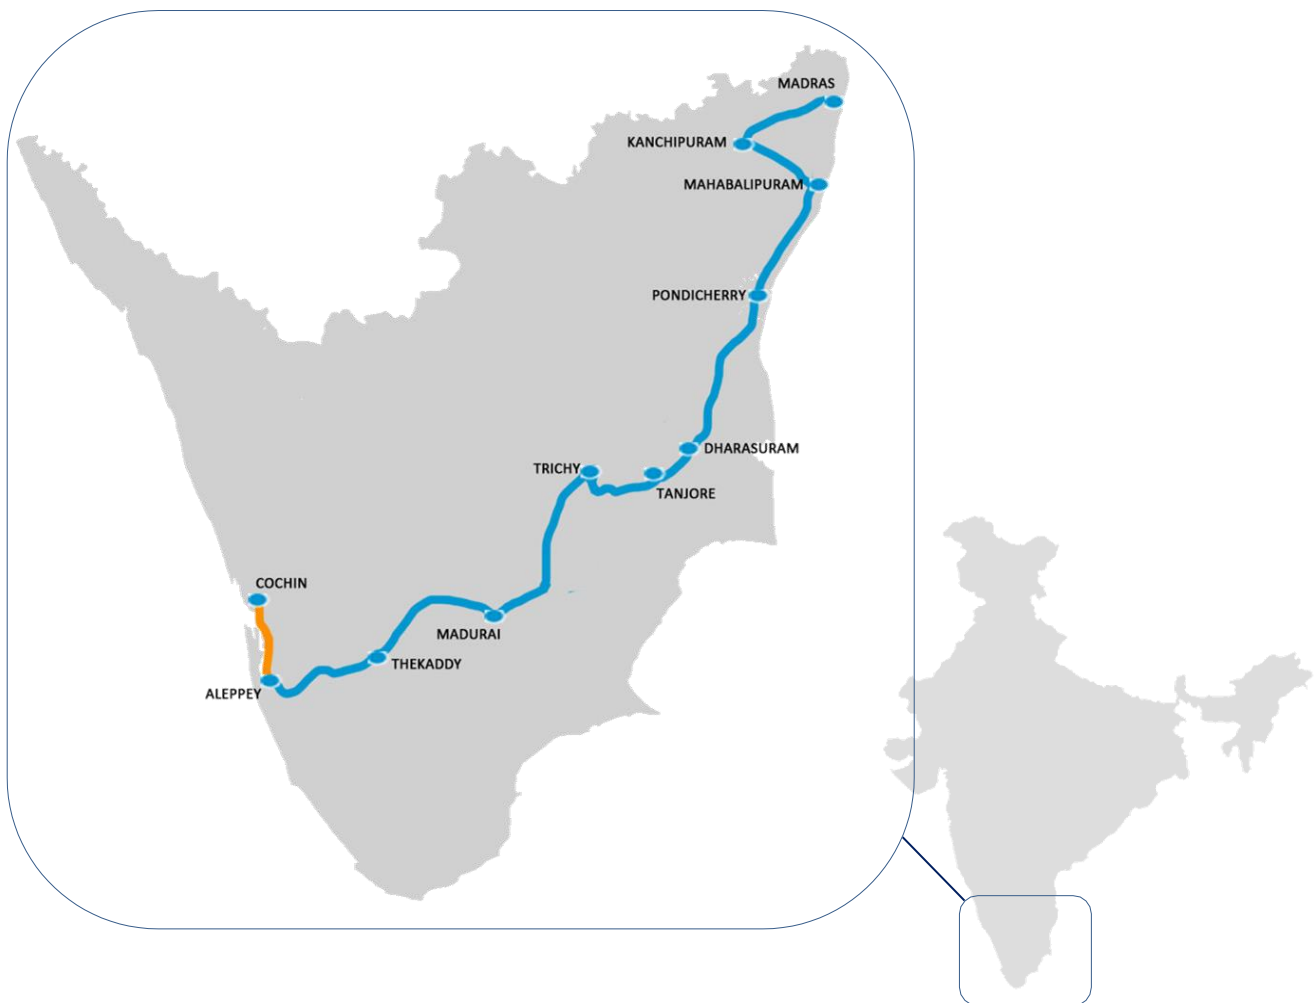 MADRAS
KANCHIPURAM
MAHABALIPURAM
PONDICHERRY
DHARASURAM
TRICHY
TANJORE
COCHIN
MADURAI
THEKADDY
ALEPPEY